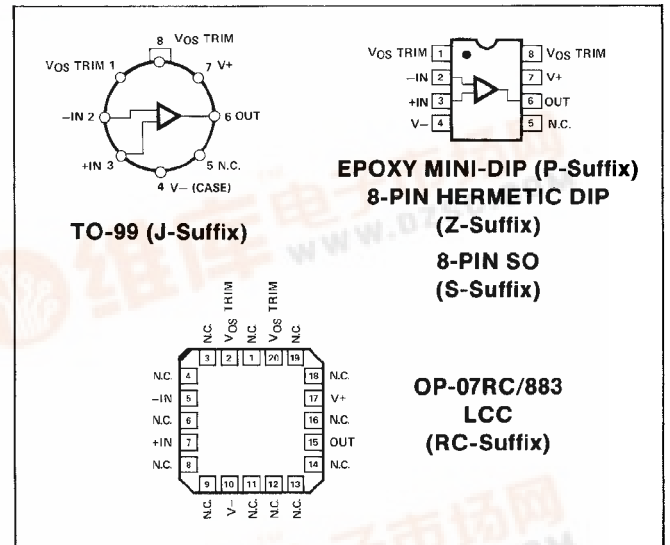 8 VOS TRIM
VOS TRIM 1
7 V+
–IN 2
6 OUT
+IN 3
5 N.C.
4 V– (CASE)
TO-99 (J-Suffix)
VOS TRIM 1
8 VOS TRIM
–IN 2
7 V+
+IN 3
6 OUT
V– 4
5 N.C.
EPOXY MINI-DIP (P-Suffix)
8-PIN HERMETIC DIP
(Z-Suffix)
8-PIN SO
(S-Suffix)
N.C. VOS TRIM N.C. VOS TRIM N.C.
3 2 1 20 19
N.C. 4
18 N.C.
–IN 5
17 V+
N.C. 6
16 N.C.
+IN 7
15 OUT
N.C. 8
14 N.C.
9 10 11 12 13
N.C. V– N.C. N.C. N.C.
OP-07RC/883
LCC
(RC-Suffix)